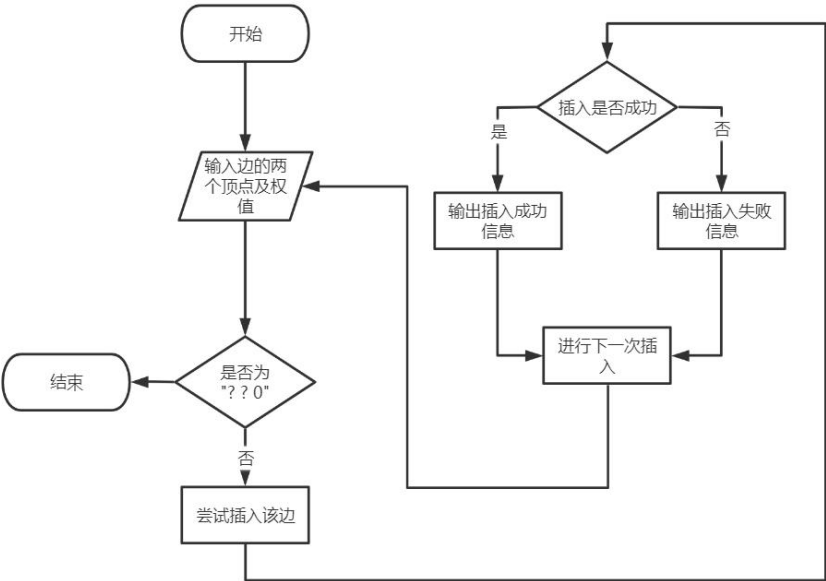 开始
输入边的两
个顶点及权
值
是否为
"? ? 0"
结束
否
尝试插入该边
插入是否成功
是
否
输出插入成功
信息
输出插入失败
信息
进行下一次插
入